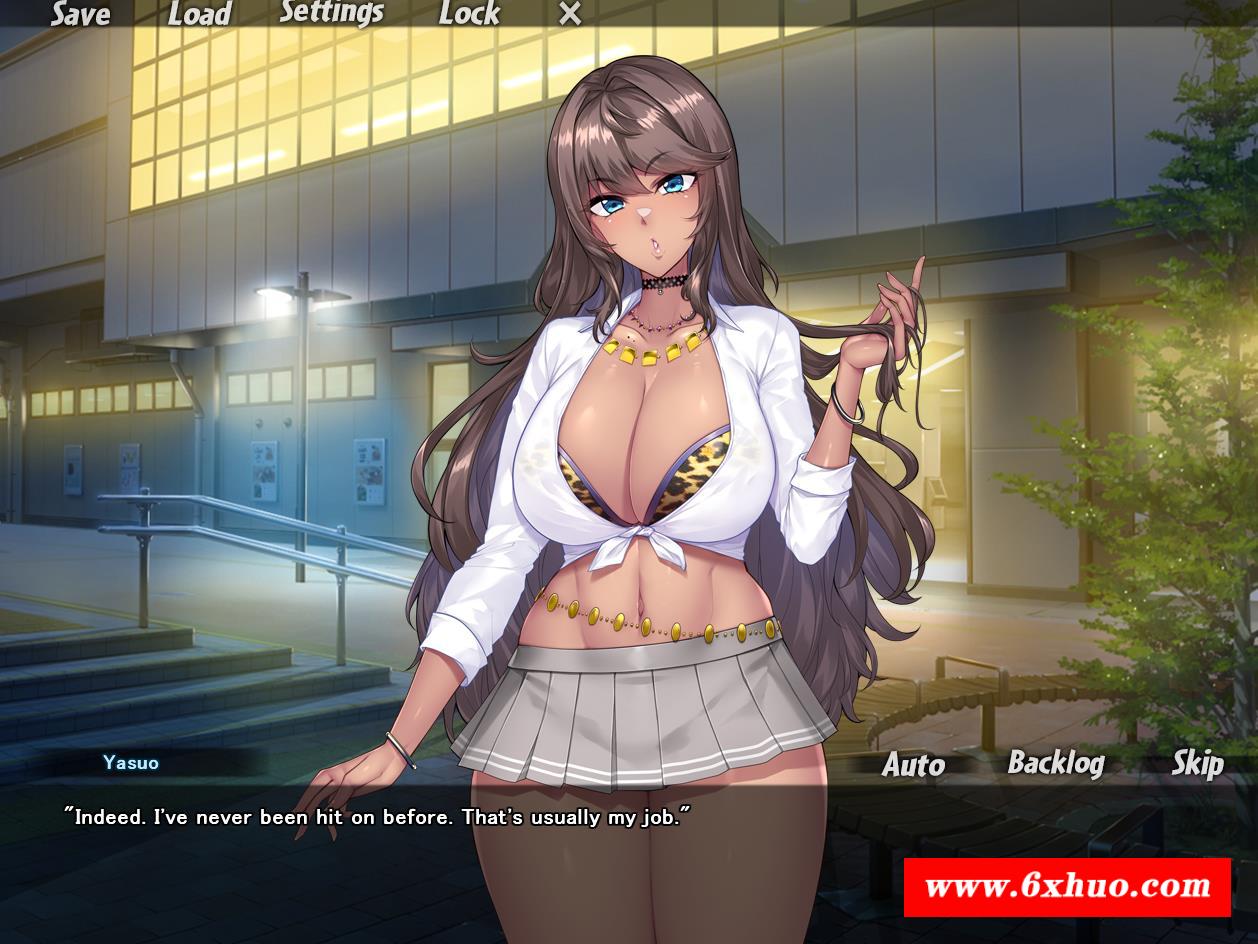 Save Load Settings Lock X
Yasuo
Auto Backlog Skip
"Indeed. I've never been hit on before. That's usually my job."
www.6xhuo.com